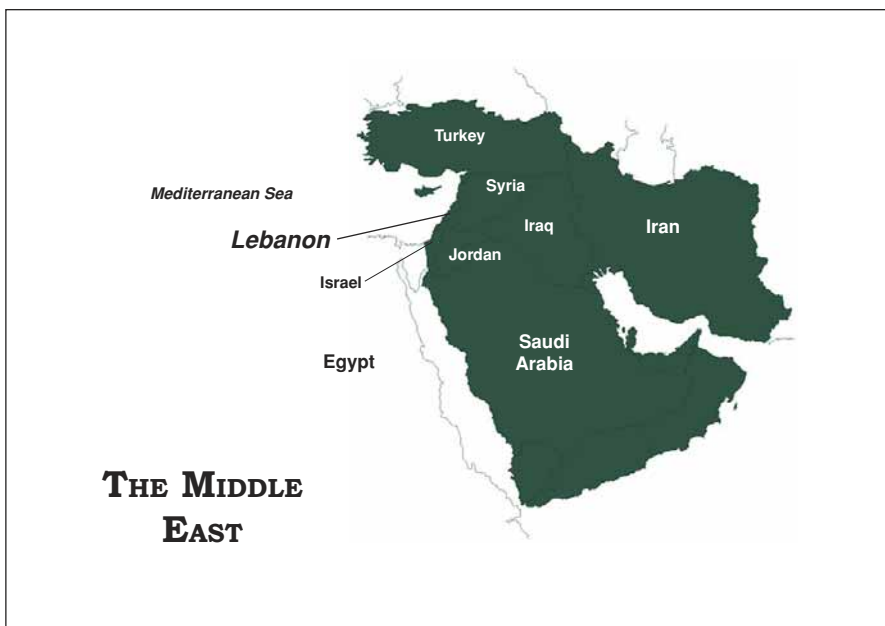 Turkey
Mediterranean Sea
Syria
Lebanon
Iraq
Iran
Jordan
Israel
Saudi
Arabia
Egypt
THE MIDDLE
EAST